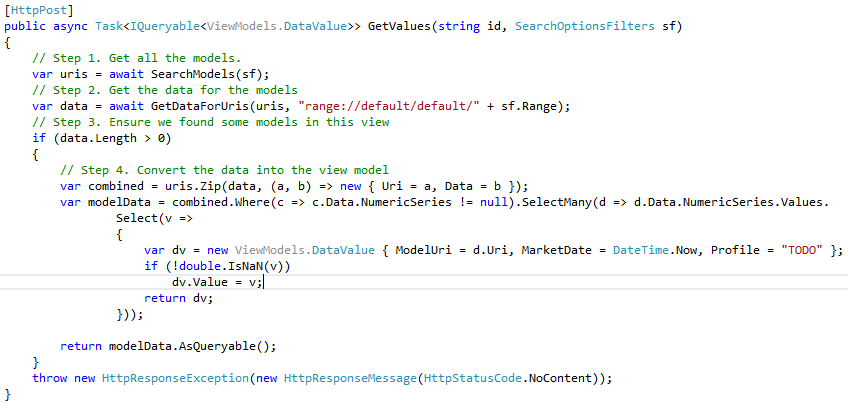 [HttpPost]
public async Task<IQueryable<ViewModels.DataValue>> GetValues(string id, SearchOptionsFilters sf)
{
    // Step 1. Get all the models.
    var uris = await SearchModels(sf);
    // Step 2. Get the data for the models
    var data = await GetDataForUris(uris, "range://default/default/" + sf.Range);
    // Step 3. Ensure we found some models in this view
    if (data.Length > 0)
    {
        // Step 4. Convert the data into the view model
        var combined = uris.Zip(data, (a, b) => new { Uri = a, Data = b });
        var modelData = combined.Where(c => c.Data.NumericSeries != null).SelectMany(d => d.Data.NumericSeries.Values.
                Select(v =>
                {
                    var dv = new ViewModels.DataValue { ModelUri = d.Uri, MarketDate = DateTime.Now, Profile = "TODO" };
                    if (!double.IsNaN(v))
                        dv.Value = v;
                    return dv;
                }));

        return modelData.AsQueryable();
    }
    throw new HttpResponseException(new HttpResponseMessage(HttpStatusCode.NoContent));
}